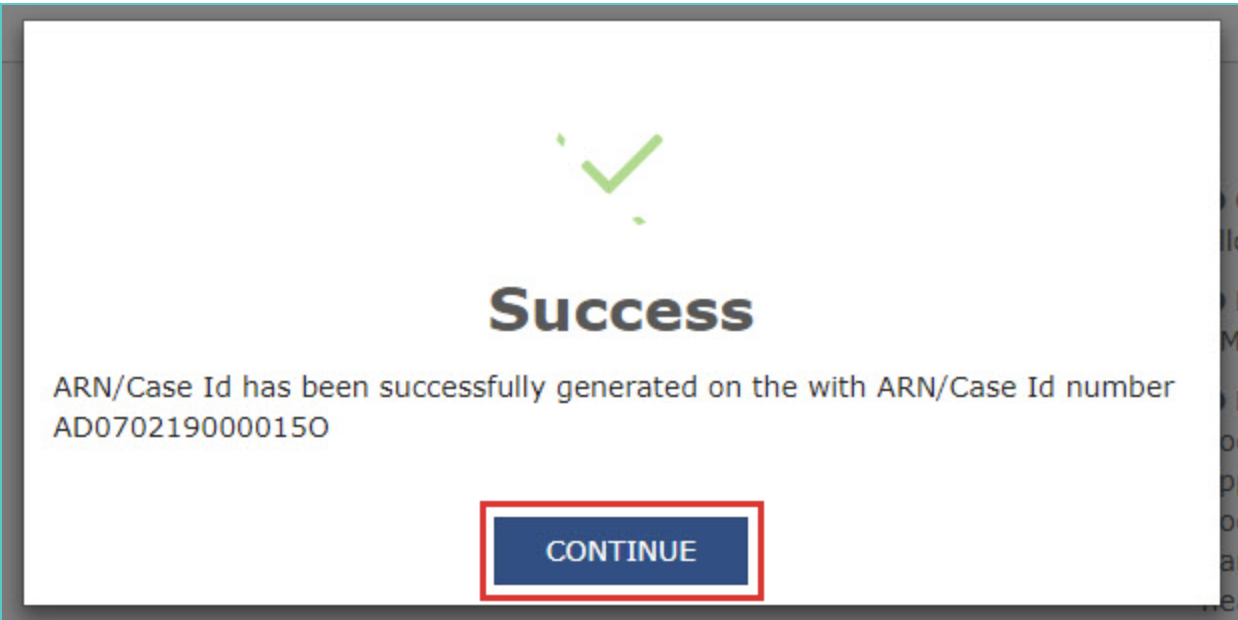 Success
ARN/Case Id has been successfully generated on the with ARN/Case Id number
AD070219000015O
CONTINUE